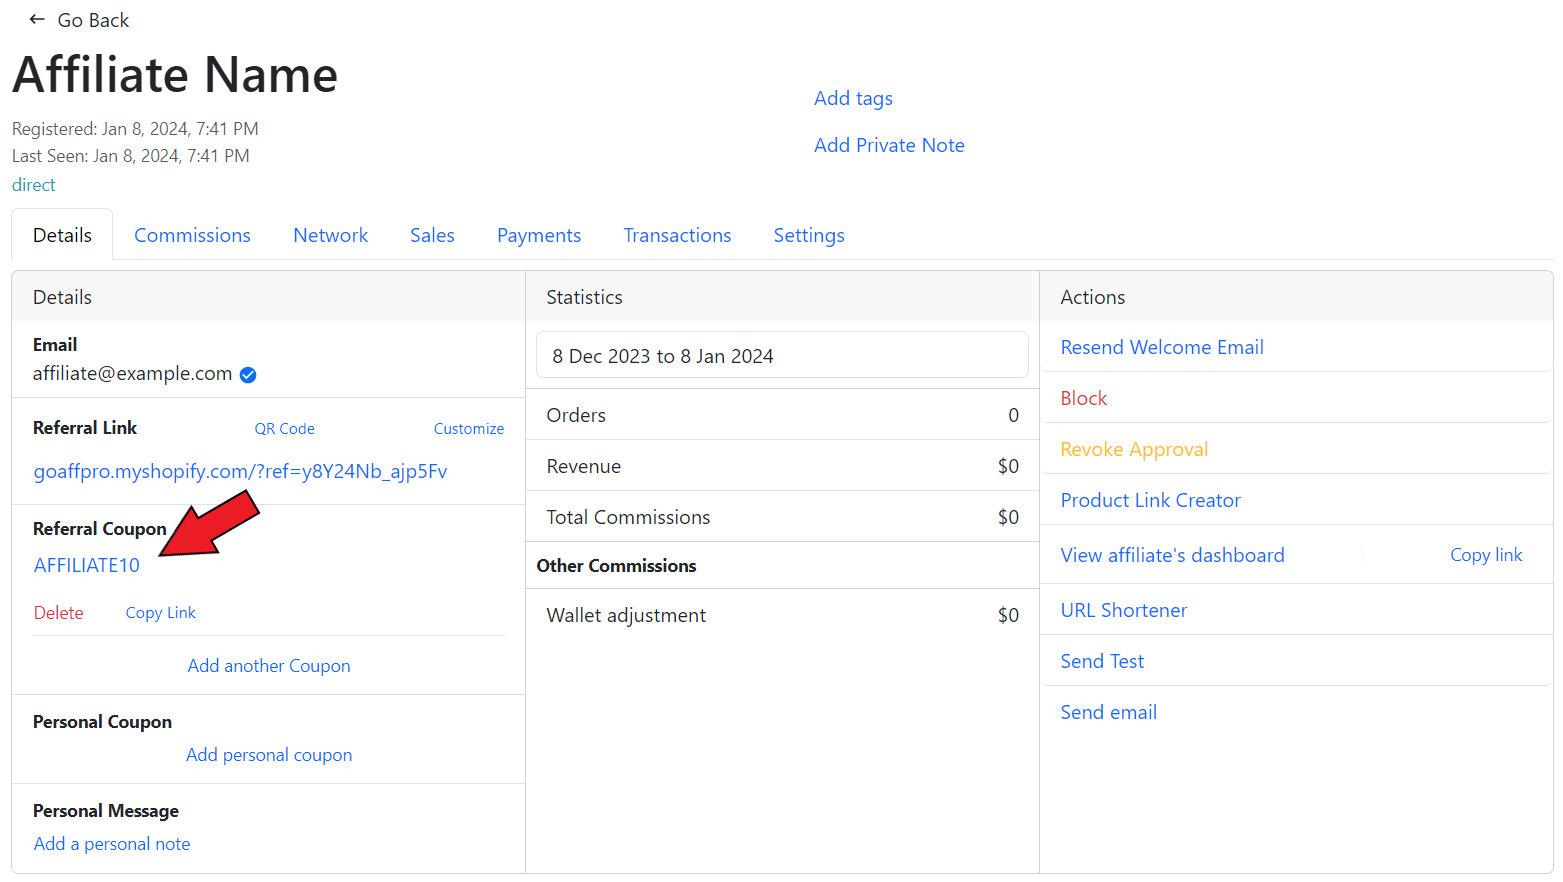 ← Go Back
Affiliate Name
Registered: Jan 8, 2024, 7:41 PM
Last Seen: Jan 8, 2024, 7:41 PM
direct
Add tags
Add Private Note
Details Commissions Network Sales Payments Transactions Settings
Details
Email
affiliate@example.com
Referral Link QR Code Customize
goaffpro.myshopify.com/?ref=y8Y24Nb_ajp5Fv
Referral Coupon
AFFILIATE10
Delete Copy Link
Add another Coupon
Personal Coupon
Add personal coupon
Personal Message
Add a personal note
Statistics
8 Dec 2023 to 8 Jan 2024
Orders 0
Revenue $0
Total Commissions $0
Other Commissions
Wallet adjustment $0
Actions
Resend Welcome Email
Block
Revoke Approval
Product Link Creator
View affiliate's dashboard Copy link
URL Shortener
Send Test
Send email